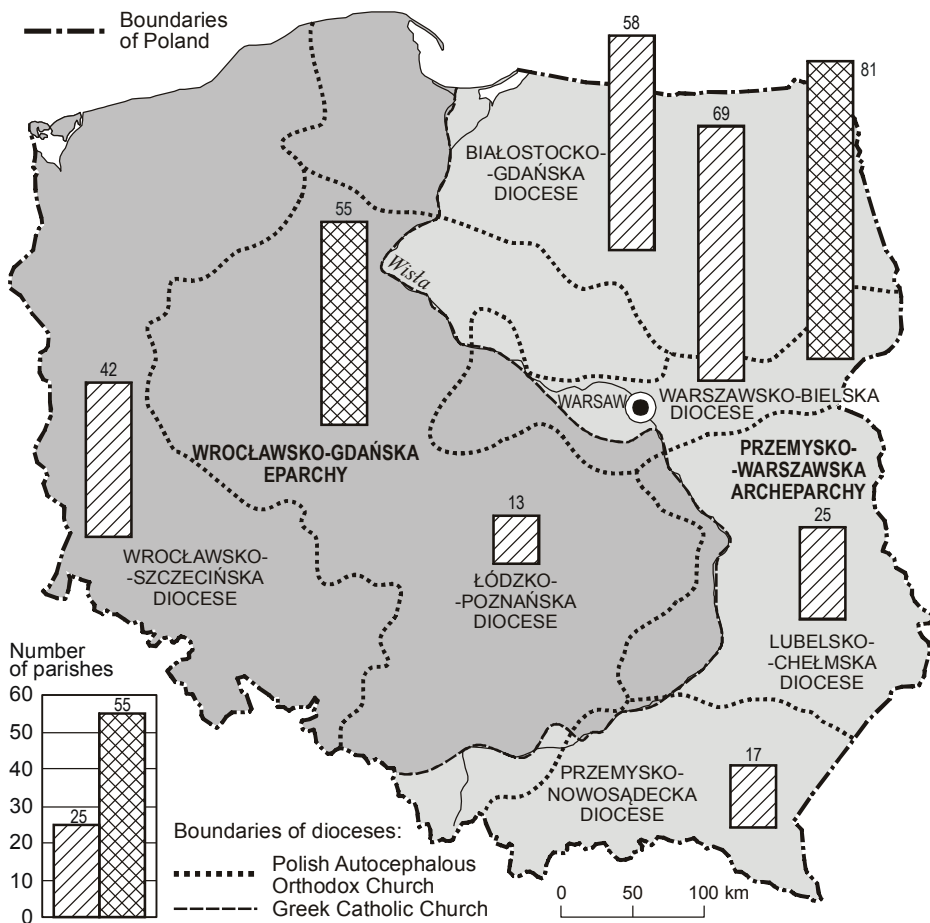 Boundaries
of Poland
58
81
69
BIAŁOSTOCKO-
-GDAŃSKA
DIOCESE
55
Wisła
42
WARSAW
WARSZAWSKO-BIELSKA
DIOCESE
WROCŁAWSKO-GDAŃSKA
EPARCHY
PRZEMYSKO-
-WARSZAWSKA
ARCHEPARCHY
13
25
WROCŁAWSKO-
-SZCZECIŃSKA
DIOCESE
ŁÓDZKO-
-POZNAŃSKA
DIOCESE
LUBELSKO-
-CHEŁMSKA
DIOCESE
Number
of parishes
60
50
40
30
20
10
0
55
25
17
PRZEMYSKO-
NOWOSĄDECKA
DIOCESE
Boundaries of dioceses:
Polish Autocephalous
Orthodox Church
Greek Catholic Church
0 50 100 km